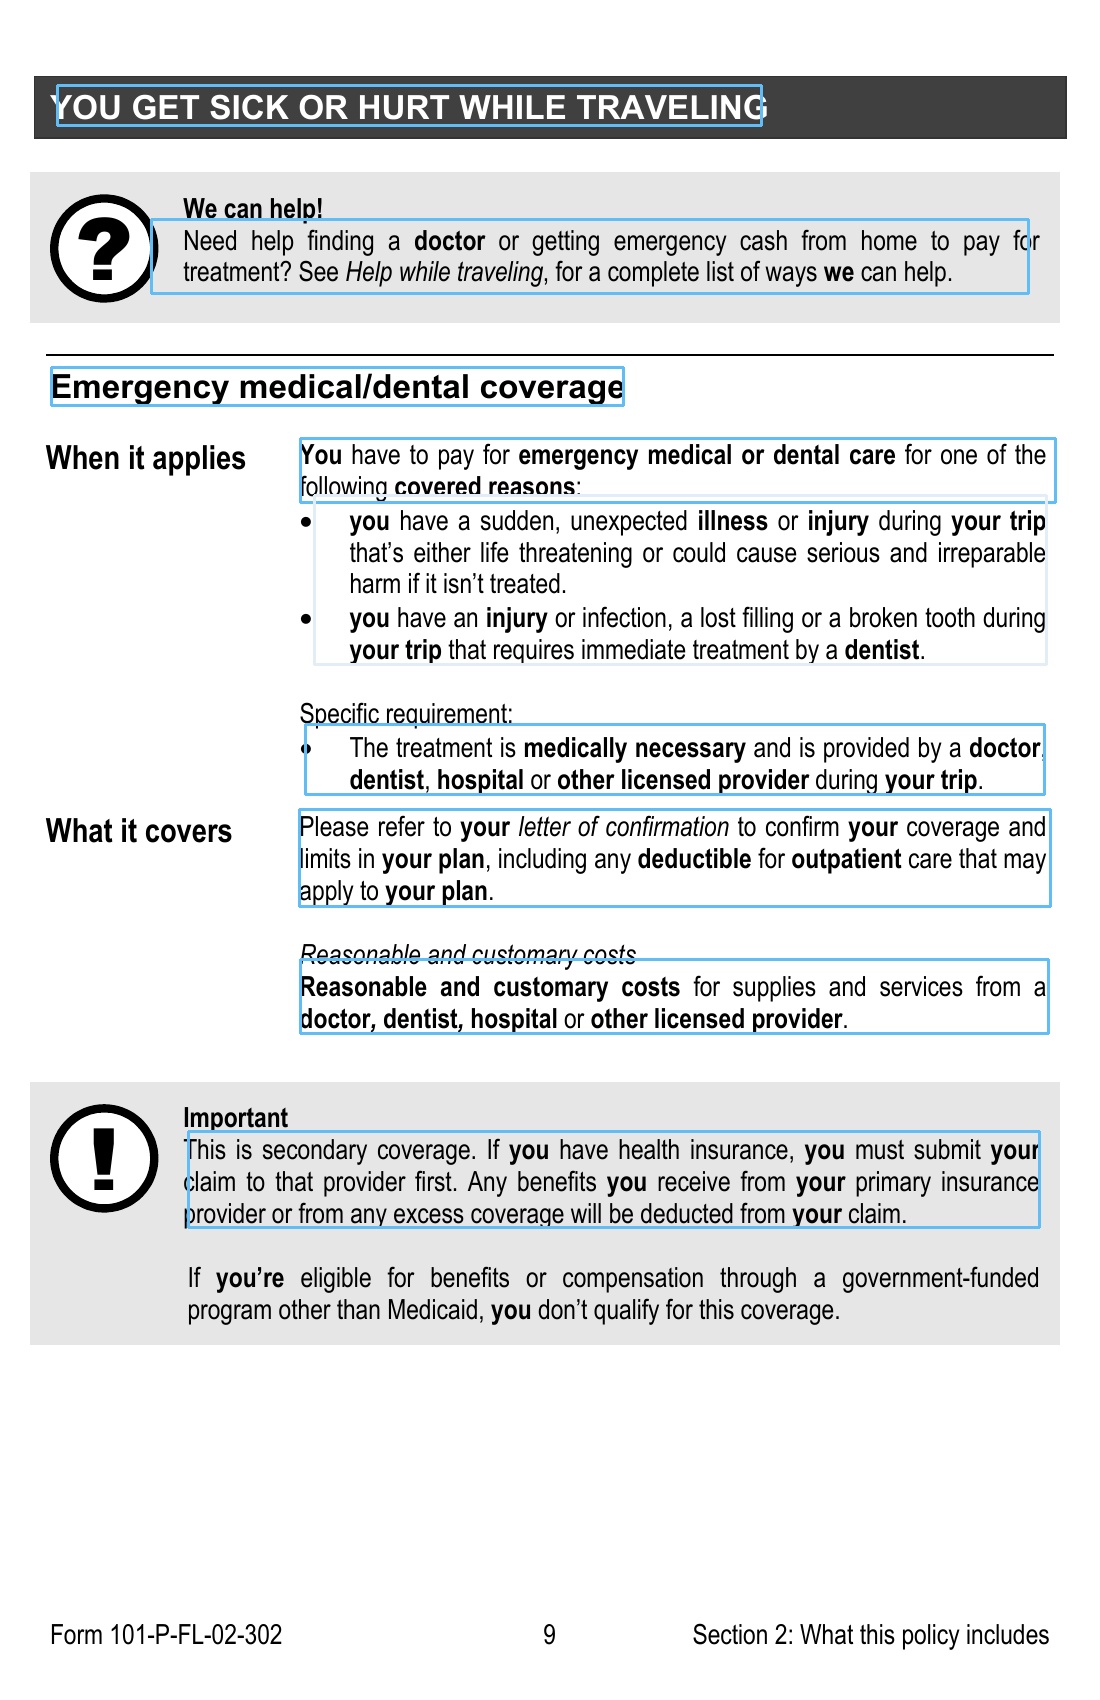 YOU GET SICK OR HURT WHILE TRAVELING
We can help!
Need help finding a doctor or getting emergency cash from home to pay for
treatment? See Help while traveling, for a complete list of ways we can help.
Emergency medical/dental coverage
When it applies
You have to pay for emergency medical or dental care for one of the
following covered reasons:
• you have a sudden, unexpected illness or injury during your trip
that’s either life threatening or could cause serious and irreparable
harm if it isn’t treated.
• you have an injury or infection, a lost filling or a broken tooth during
your trip that requires immediate treatment by a dentist.
Specific requirement:
• The treatment is medically necessary and is provided by a doctor,
dentist, hospital or other licensed provider during your trip.
What it covers
Please refer to your letter of confirmation to confirm your coverage and
limits in your plan, including any deductible for outpatient care that may
apply to your plan.
Reasonable and customary costs
Reasonable and customary costs for supplies and services from a
doctor, dentist, hospital or other licensed provider.
Important
This is secondary coverage. If you have health insurance, you must submit your
claim to that provider first. Any benefits you receive from your primary insurance
provider or from any excess coverage will be deducted from your claim.
If you’re eligible for benefits or compensation through a government-funded
program other than Medicaid, you don’t qualify for this coverage.
Form 101-P-FL-02-302 9 Section 2: What this policy includes